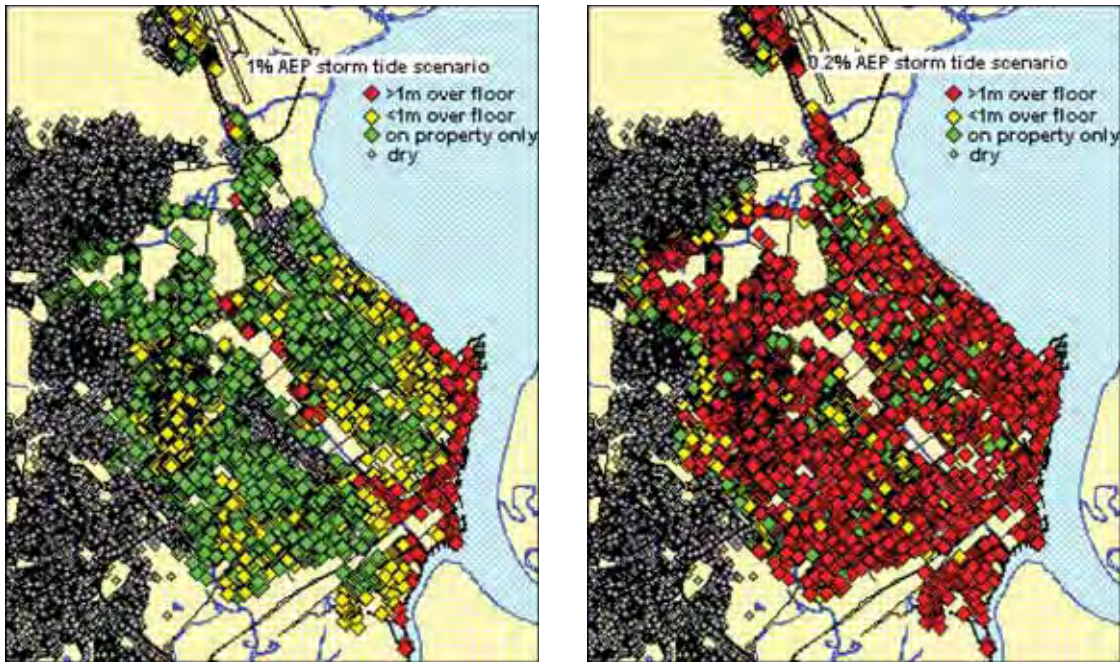 1% AEP storm tide scenario
>1m over floor
<1m over floor
on property only
dry
0.2% AEP storm tide scenario
>1m over floor
<1m over floor
on property only
dry